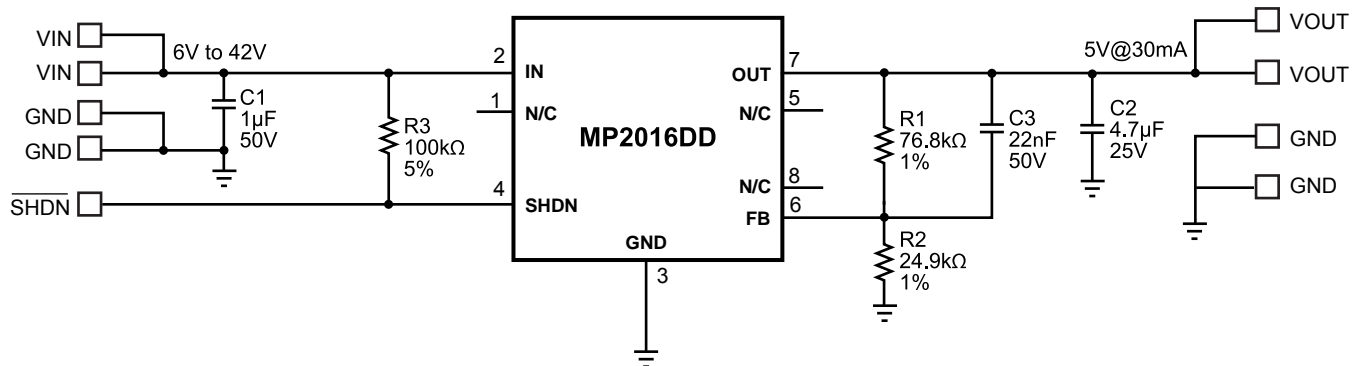 VIN
VIN
GND
GND
SHDN
6V to 42V
C1
1µF
50V
R3
100kΩ
5%
2
1
4
IN
N/C
SHDN
MP2016DD
GND
3
OUT
N/C
N/C
FB
7
5
8
6
R1
76.8kΩ
1%
R2
24.9kΩ
1%
C3
22nF
50V
C2
4.7µF
25V
5V@30mA
VOUT
VOUT
GND
GND